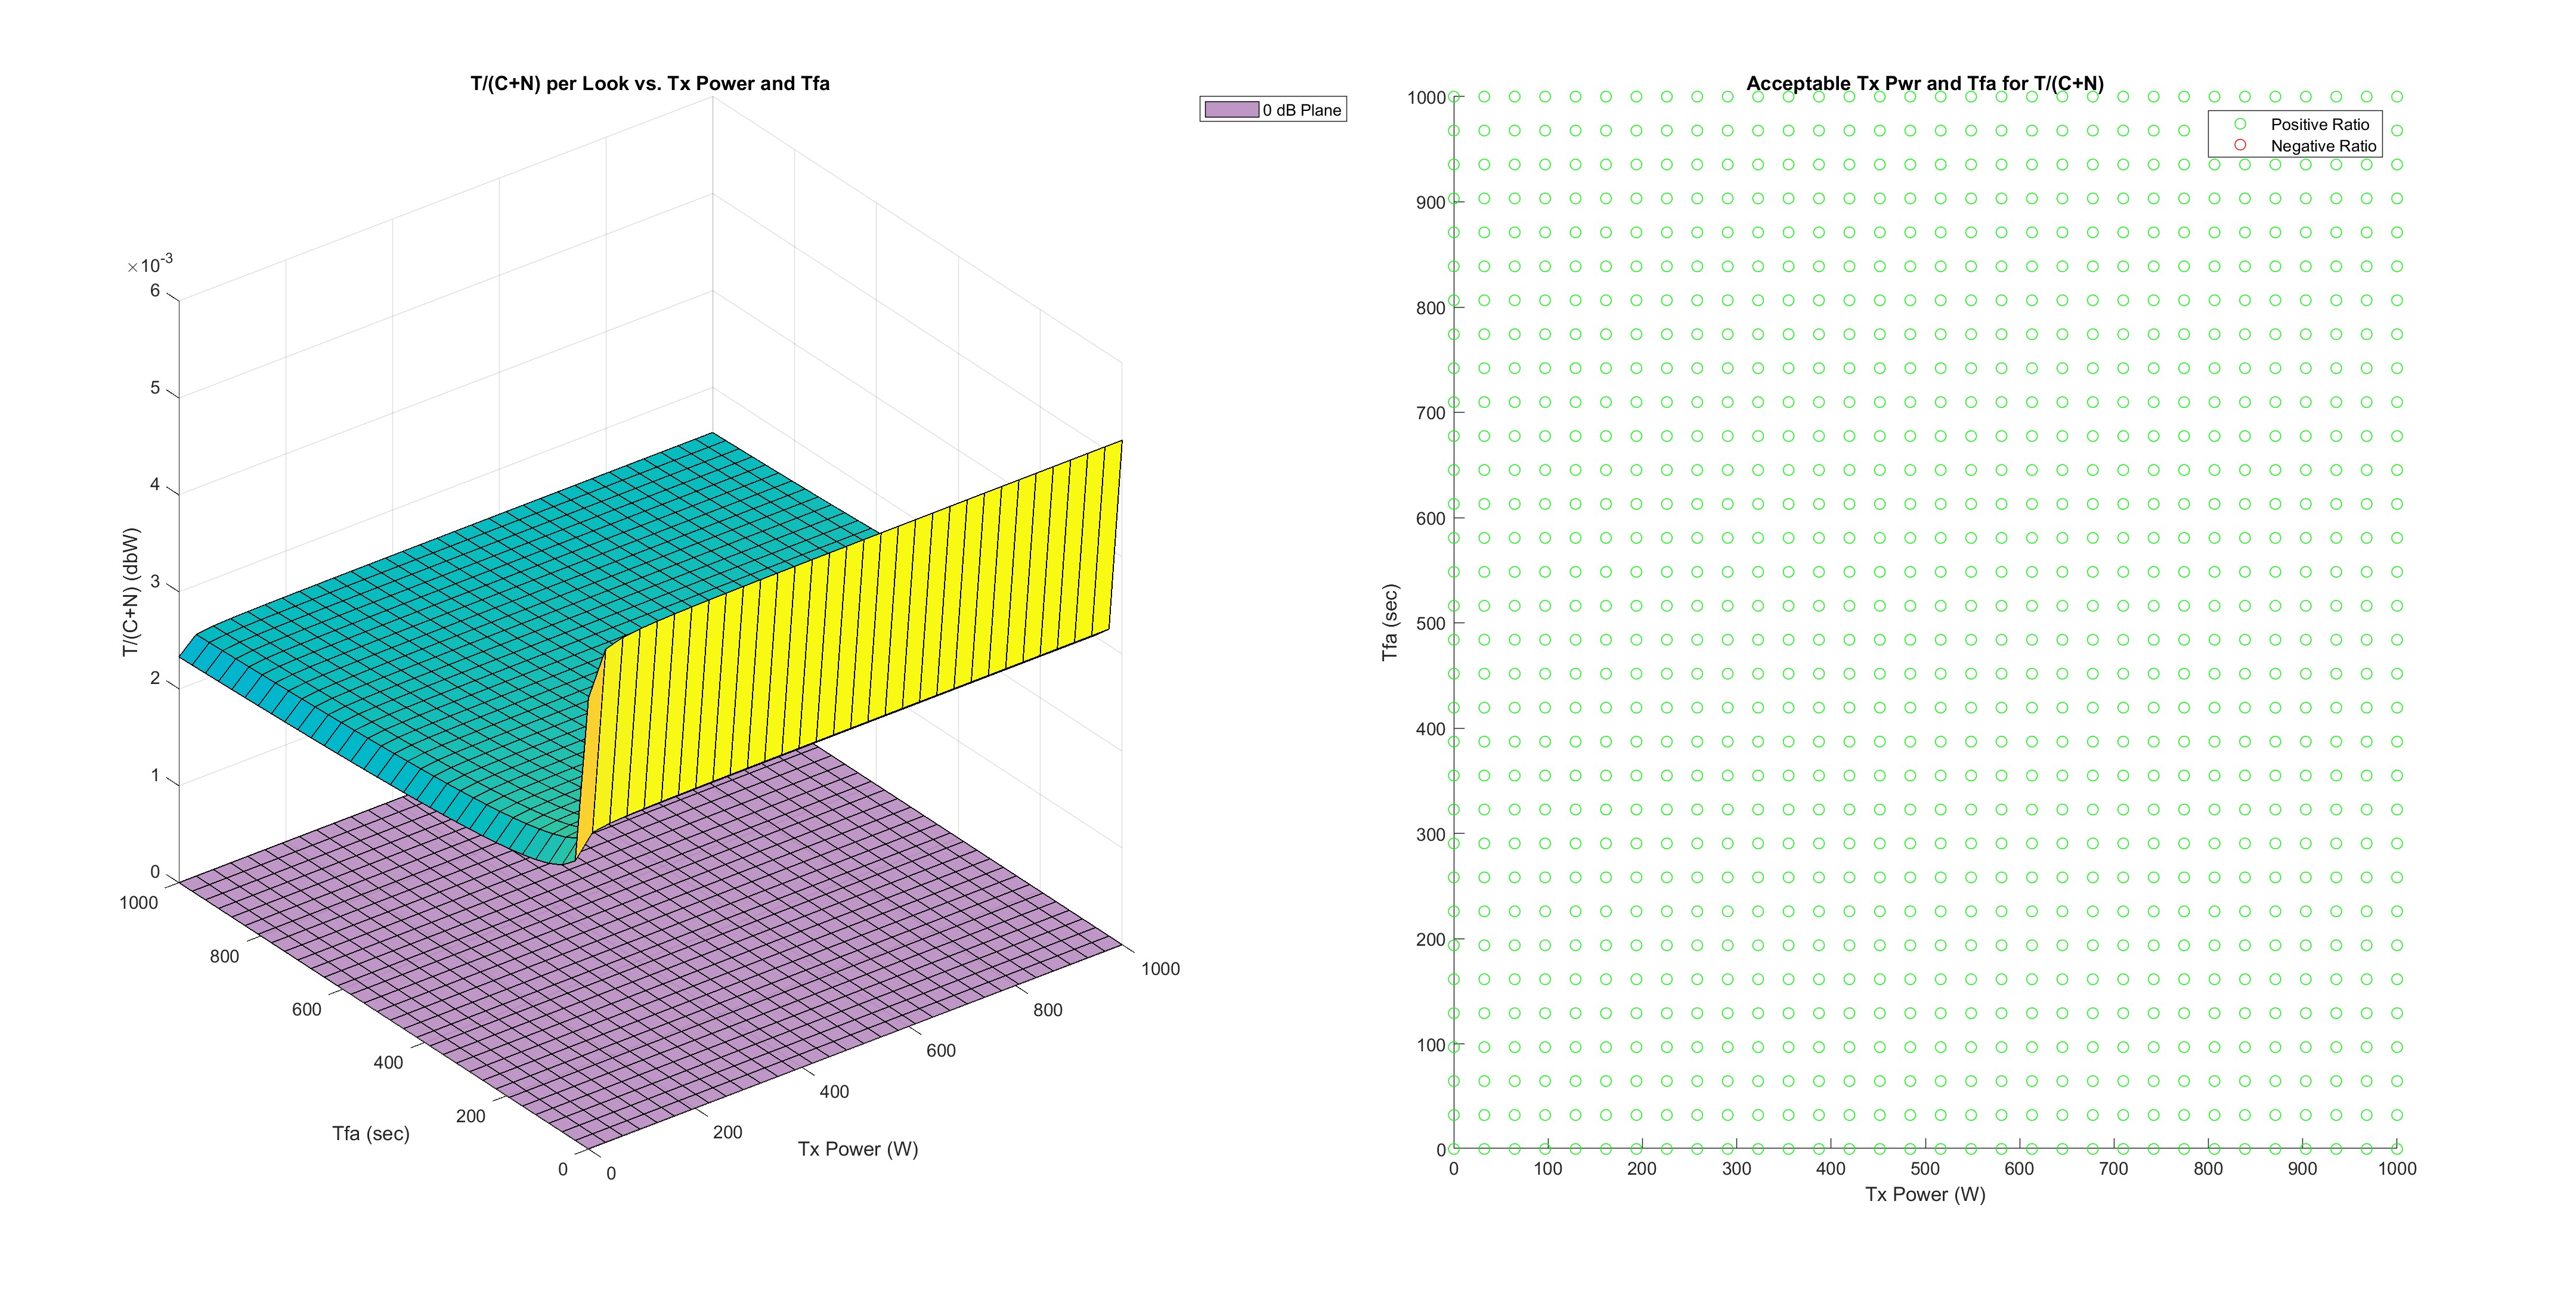 T/(C+N) per Look vs. Tx Power and Tfa
0 dB Plane
×10-3
6
5
4
3
2
1
0
T/(C+N) (dbW)
1000
800
600
400
200
0
Tfa (sec)
0
200
400
600
800
1000
Tx Power (W)
Acceptable Tx Pwr and Tfa for T/(C+N)
Positive Ratio
Negative Ratio
1000
900
800
700
600
500
400
300
200
100
0
Tfa (sec)
0 100 200 300 400 500 600 700 800 900 1000
Tx Power (W)